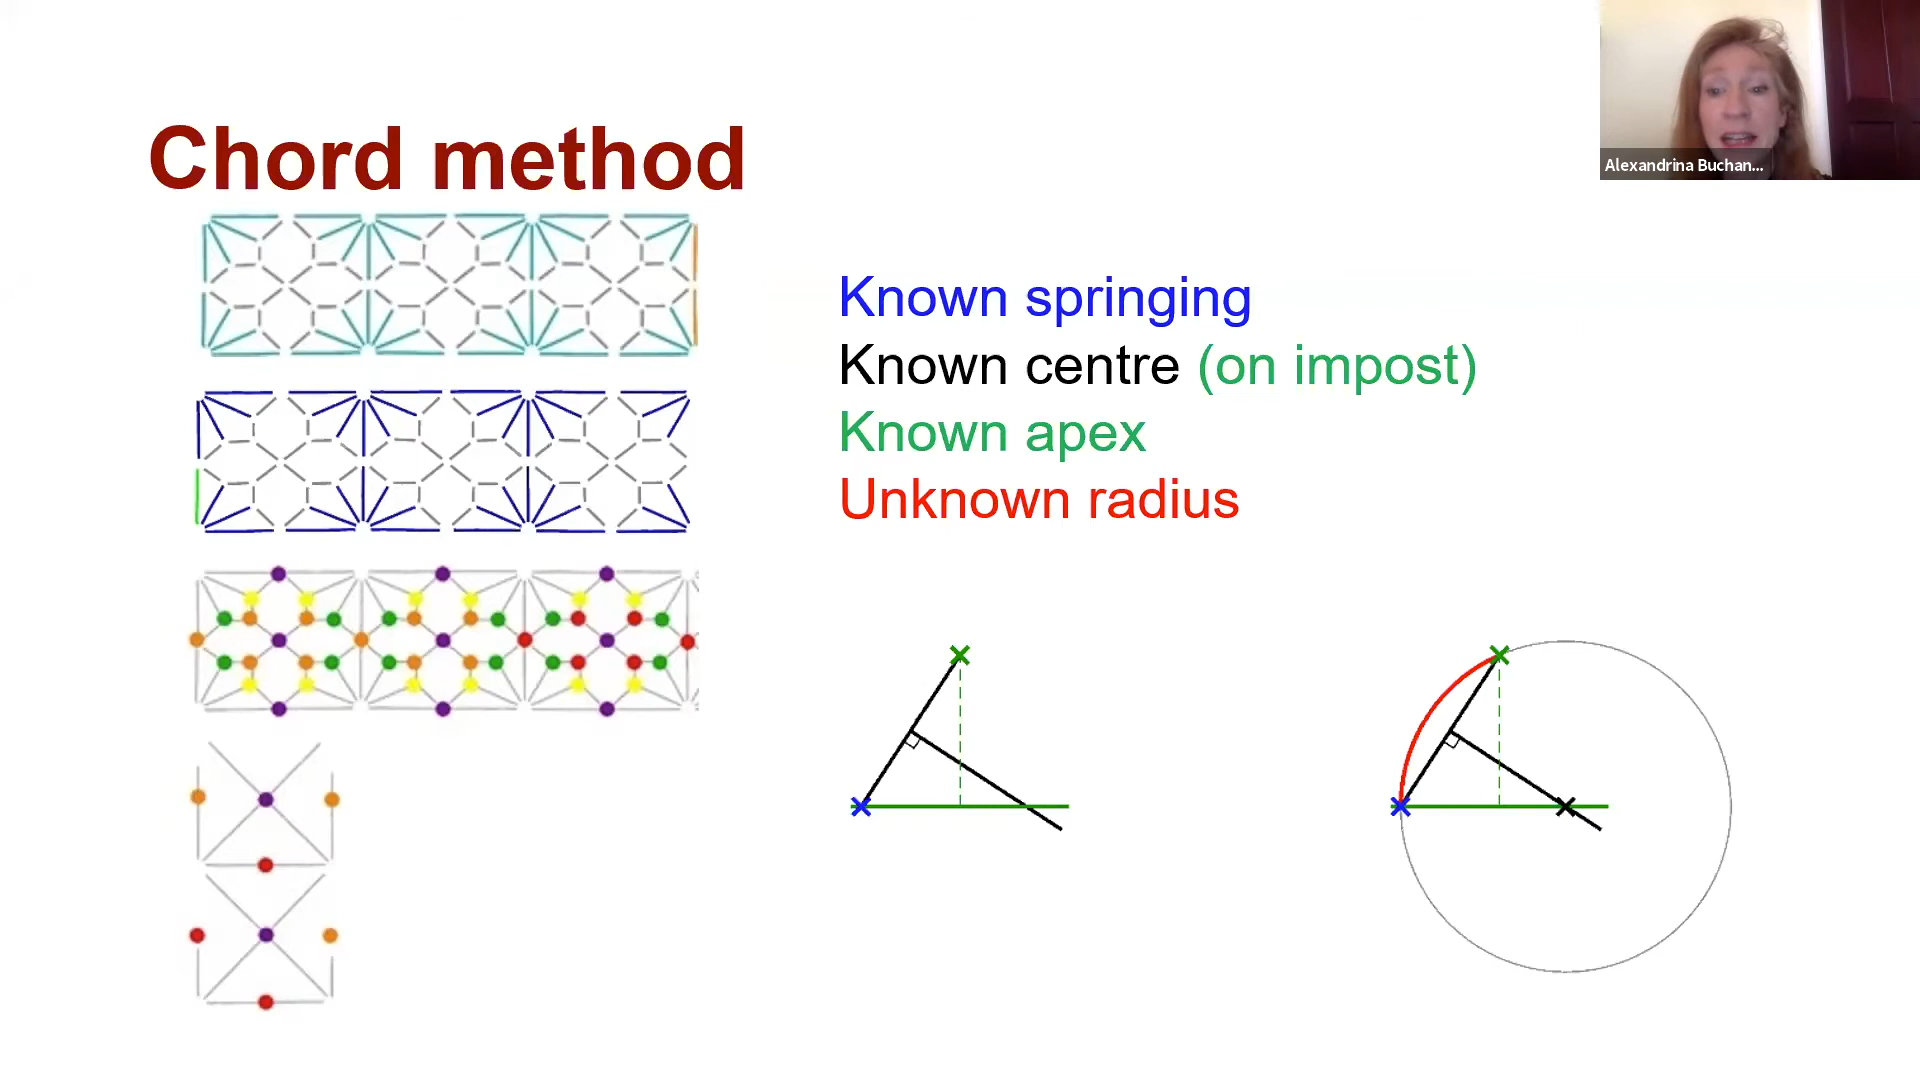 Chord method
Alexandrina Buchan...
Known springing
Known centre (on impost)
Known apex
Unknown radius